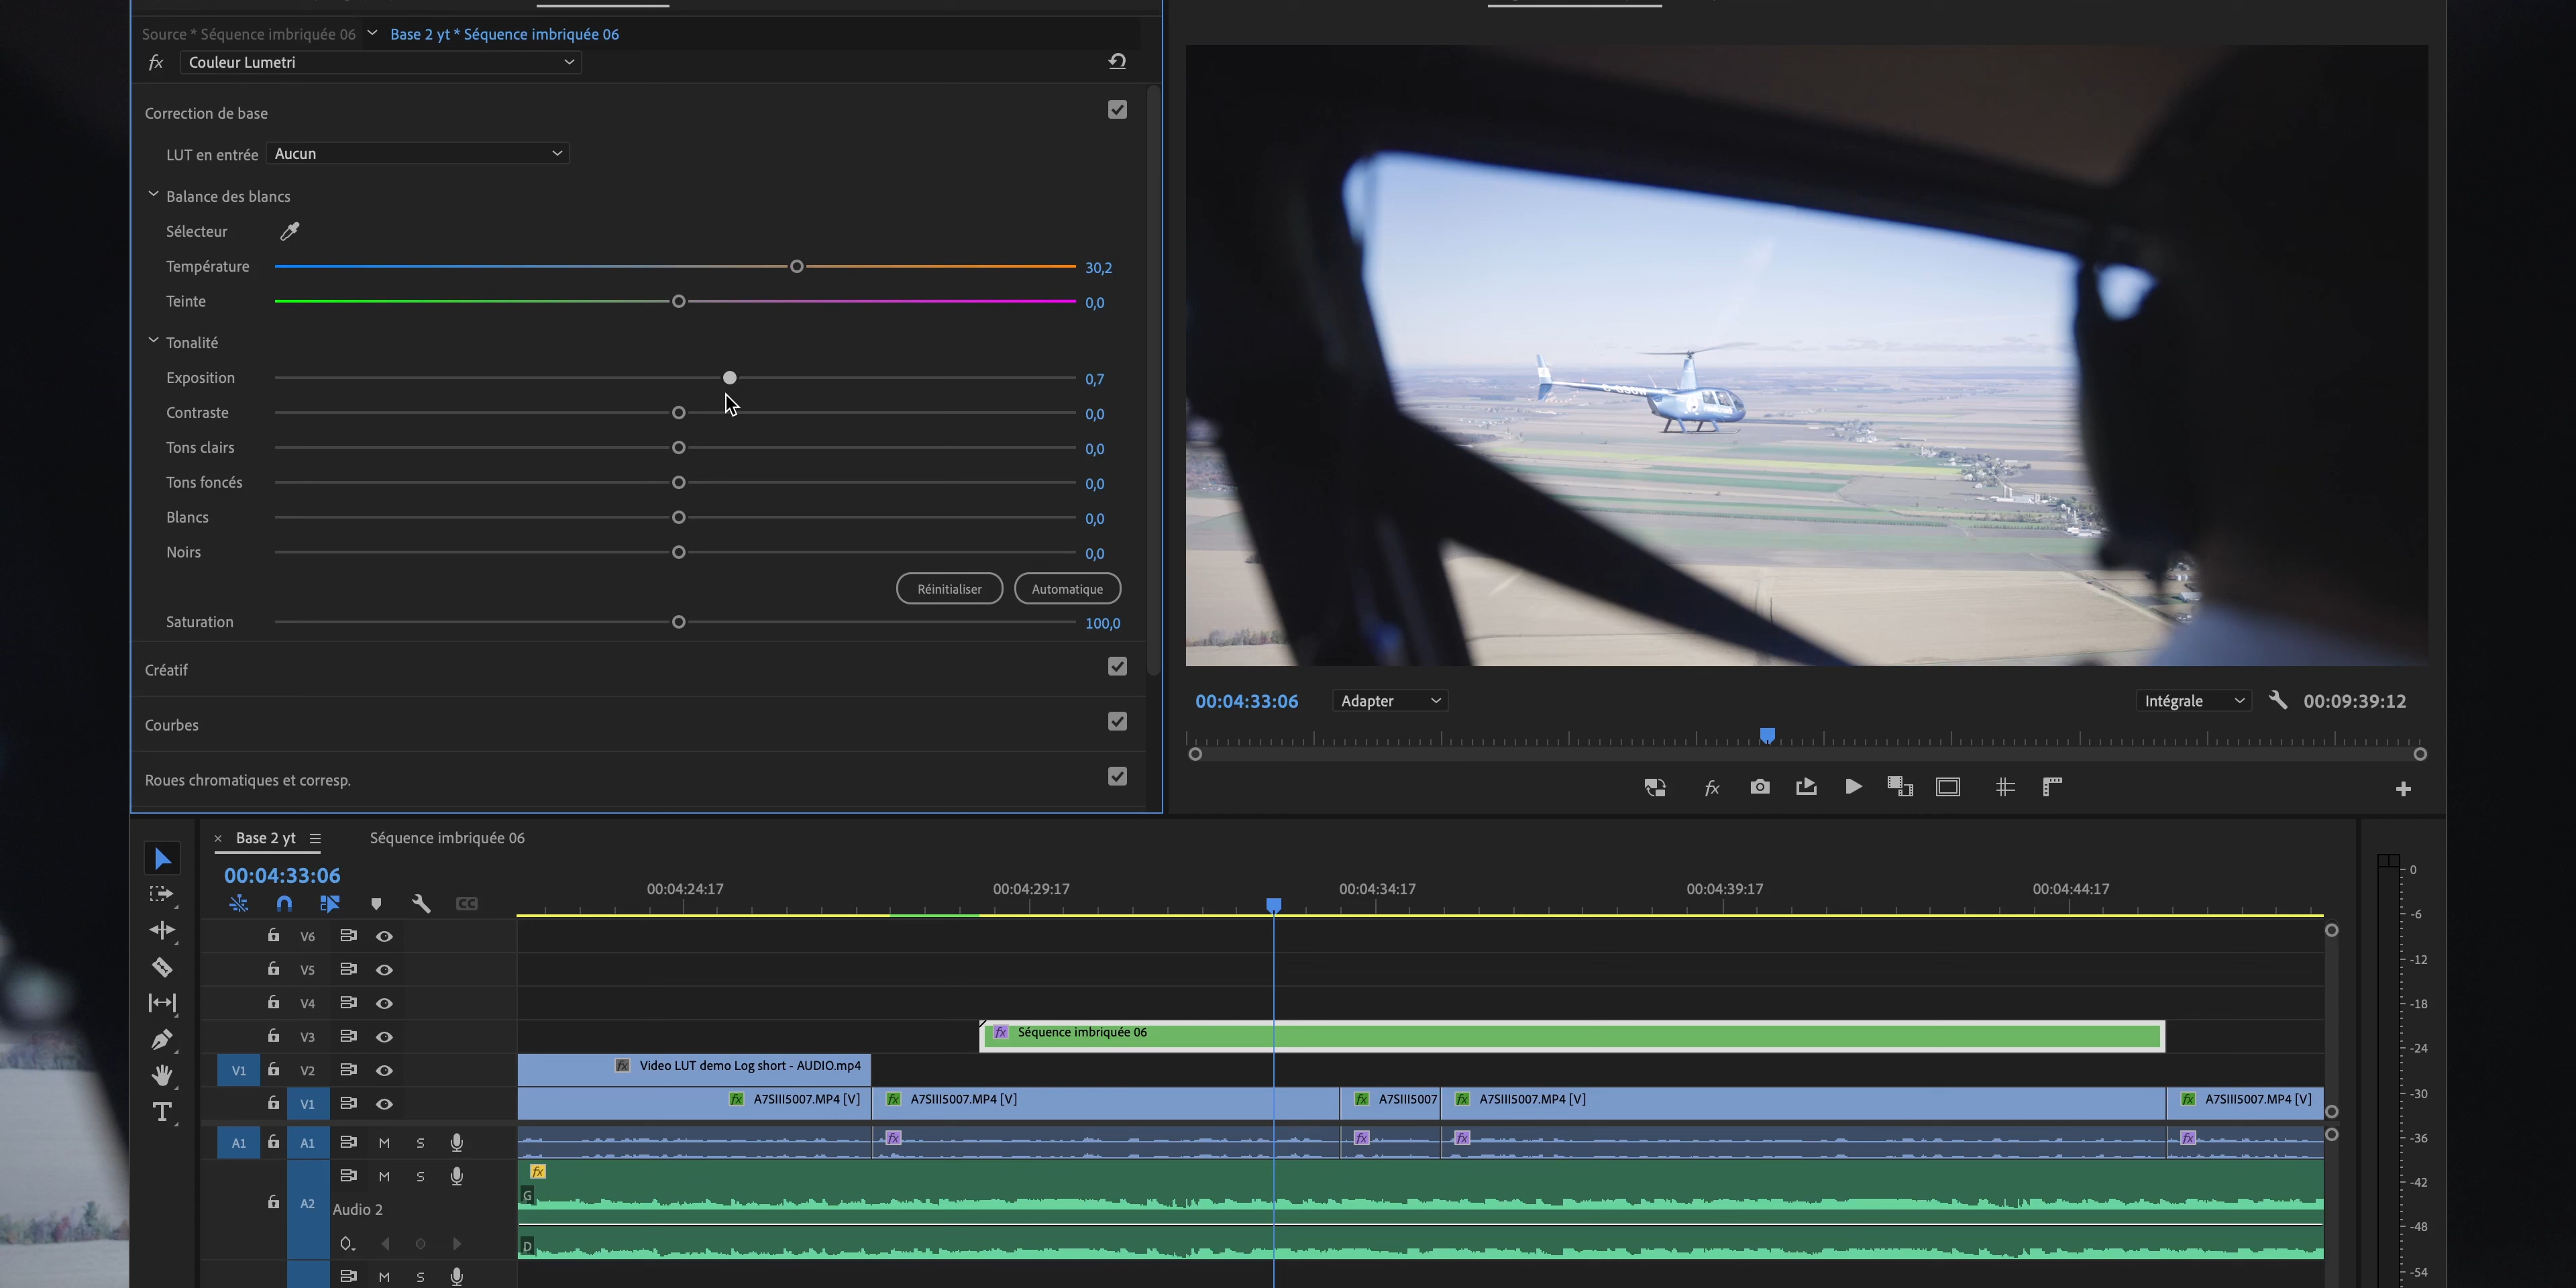 Source * Séquence imbriquée 06
Base 2 yt * Séquence imbriquée 06
fx
Couleur Lumetri
Correction de base
LUT en entrée
Aucun
Balance des blancs
Sélecteur
Température
30,2
Teinte
0,0
Tonalité
Exposition
0,7
Contraste
0,0
Tons clairs
0,0
Tons foncés
0,0
Blancs
0,0
Noirs
0,0
Réinitialiser
Automatique
Saturation
100,0
Créatif
Courbes
Roues chromatiques et corresp.
00:04:33:06
Adapter
Intégrale
00:09:39:12
fx
Base 2 yt
Séquence imbriquée 06
00:04:33:06
CC
00:04:24:17
00:04:29:17
00:04:34:17
00:04:39:17
00:04:44:17
V6
V5
V4
V3
fx Séquence imbriquée 06
V1
V2
fx Video LUT demo Log short - AUDIO.mp4
V1
fx A7SIII5007.MP4 [V]
fx A7SIII5007.MP4 [V]
fx A7SIII5007
fx A7SIII5007.MP4 [V]
fx A7SIII5007.MP4 [V]
A1
A1
M
S
fx
fx
fx
fx
M
S
fx
G
A2
Audio 2
D
M
S
T
0
-6
-12
-18
-24
-30
-36
-42
-48
-54